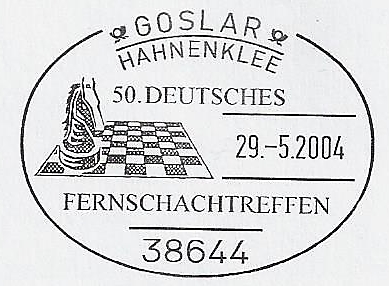 GOSLAR
HAHNENKLEE
50. DEUTSCHES
29.-5.2004
FERNSCHACHTREFFEN
38644